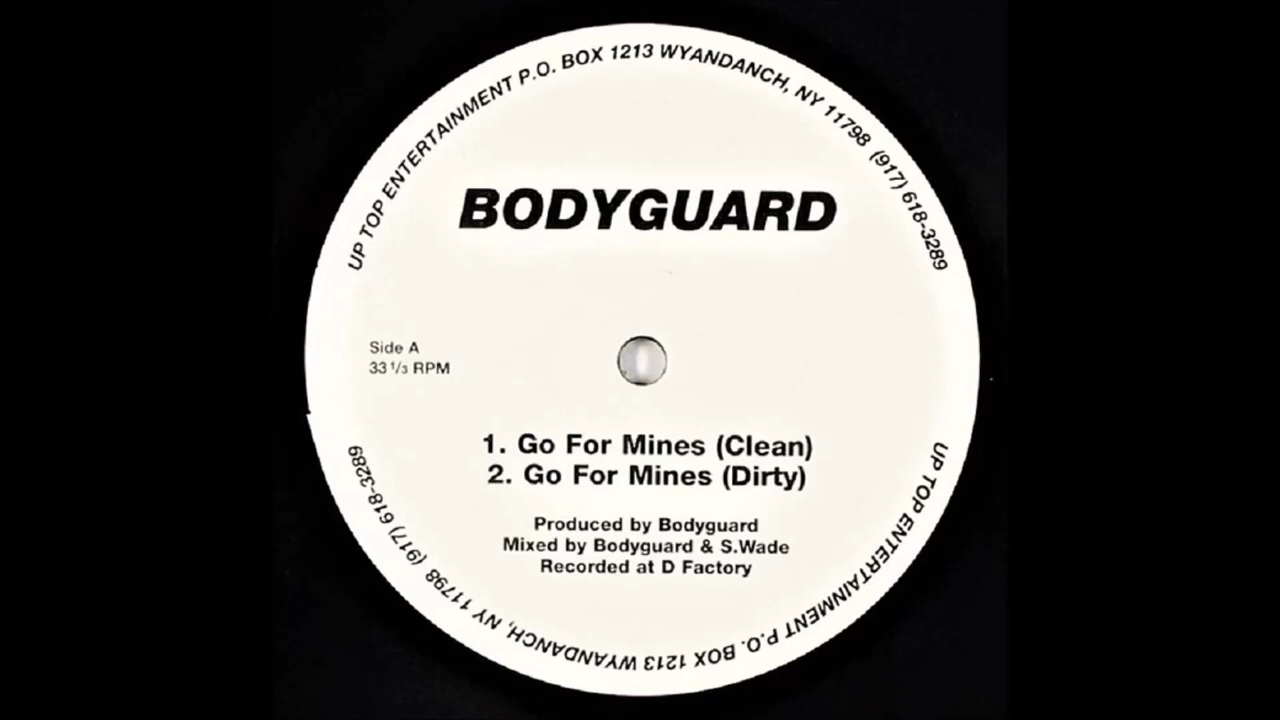 UP TOP ENTERTAINMENT P.O. BOX 1213 WYANDANCH, NY 11798 (917) 618-3289
BODYGUARD
Side A
33 1/3 RPM
1. Go For Mines (Clean)
2. Go For Mines (Dirty)
Produced by Bodyguard
Mixed by Bodyguard & S.Wade
Recorded at D Factory
UP TOP ENTERTAINMENT P.O. BOX 1213 WYANDANCH, NY 11798 (917) 618-3289